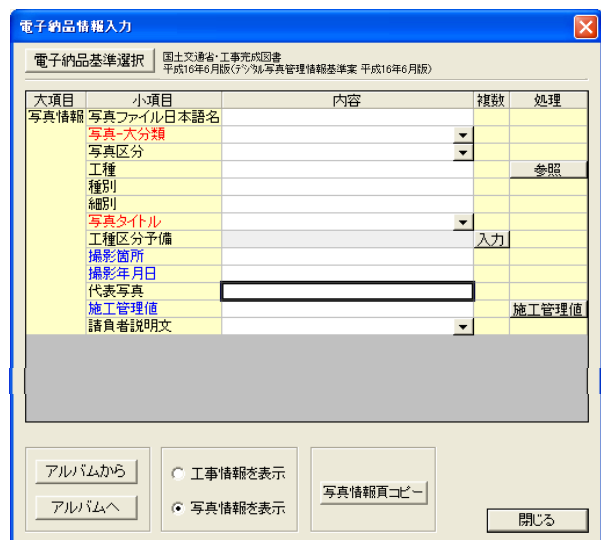 電子納品情報入力
電子納品基準選択
国土交通省・工事完成図書
平成16年6月版(デジタル写真管理情報基準案 平成16年6月版)
大項目 小項目 内容 複数 処理
写真情報 写真ファイル日本語名
写真-大分類
写真区分
工種 参照
種別
細別
写真タイトル
工種区分予備 入力
撮影箇所
撮影年月日
代表写真
施工管理値 施工管理値
請負者説明文
アルバムから
アルバムへ
工事情報を表示
写真情報を表示
写真情報頁コピー
閉じる